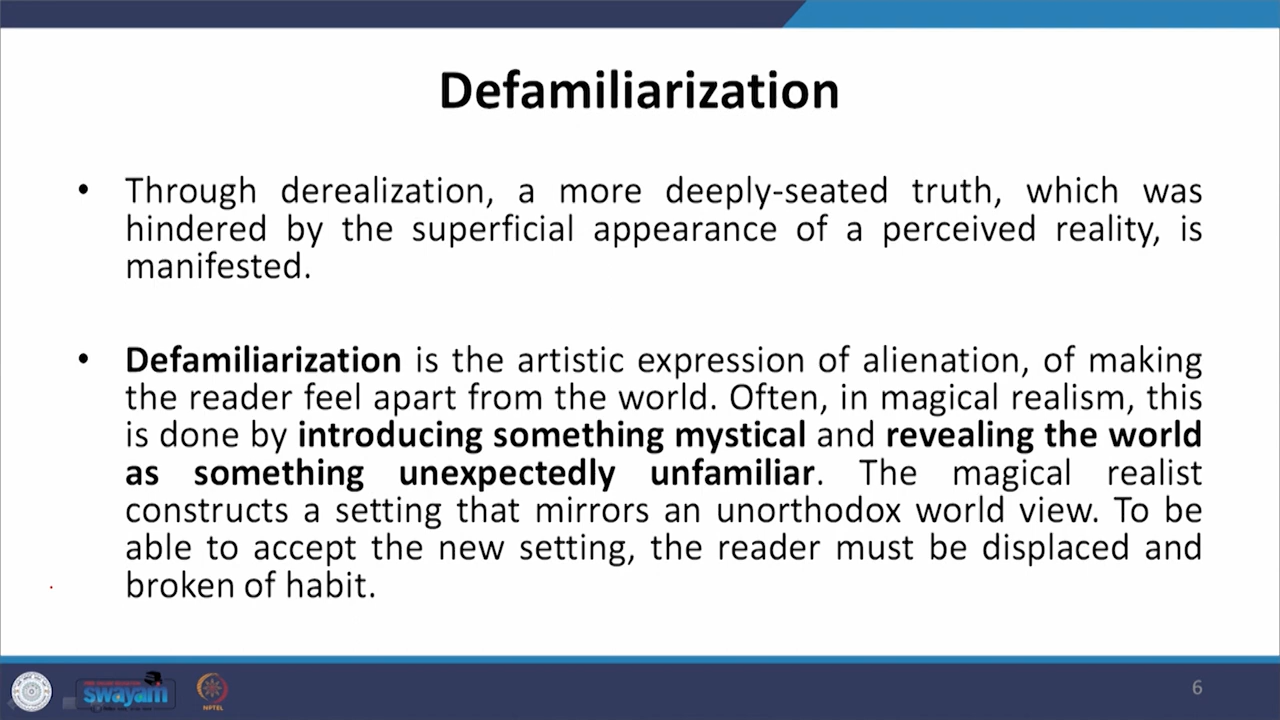 Defamiliarization
• Through derealization, a more deeply-seated truth, which was
hindered by the superficial appearance of a perceived reality, is
manifested.
• Defamiliarization is the artistic expression of alienation, of making
the reader feel apart from the world. Often, in magical realism, this
is done by introducing something mystical and revealing the world
as something unexpectedly unfamiliar. The magical realist
constructs a setting that mirrors an unorthodox world view. To be
able to accept the new setting, the reader must be displaced and
broken of habit.
swayam
NPTEL
6